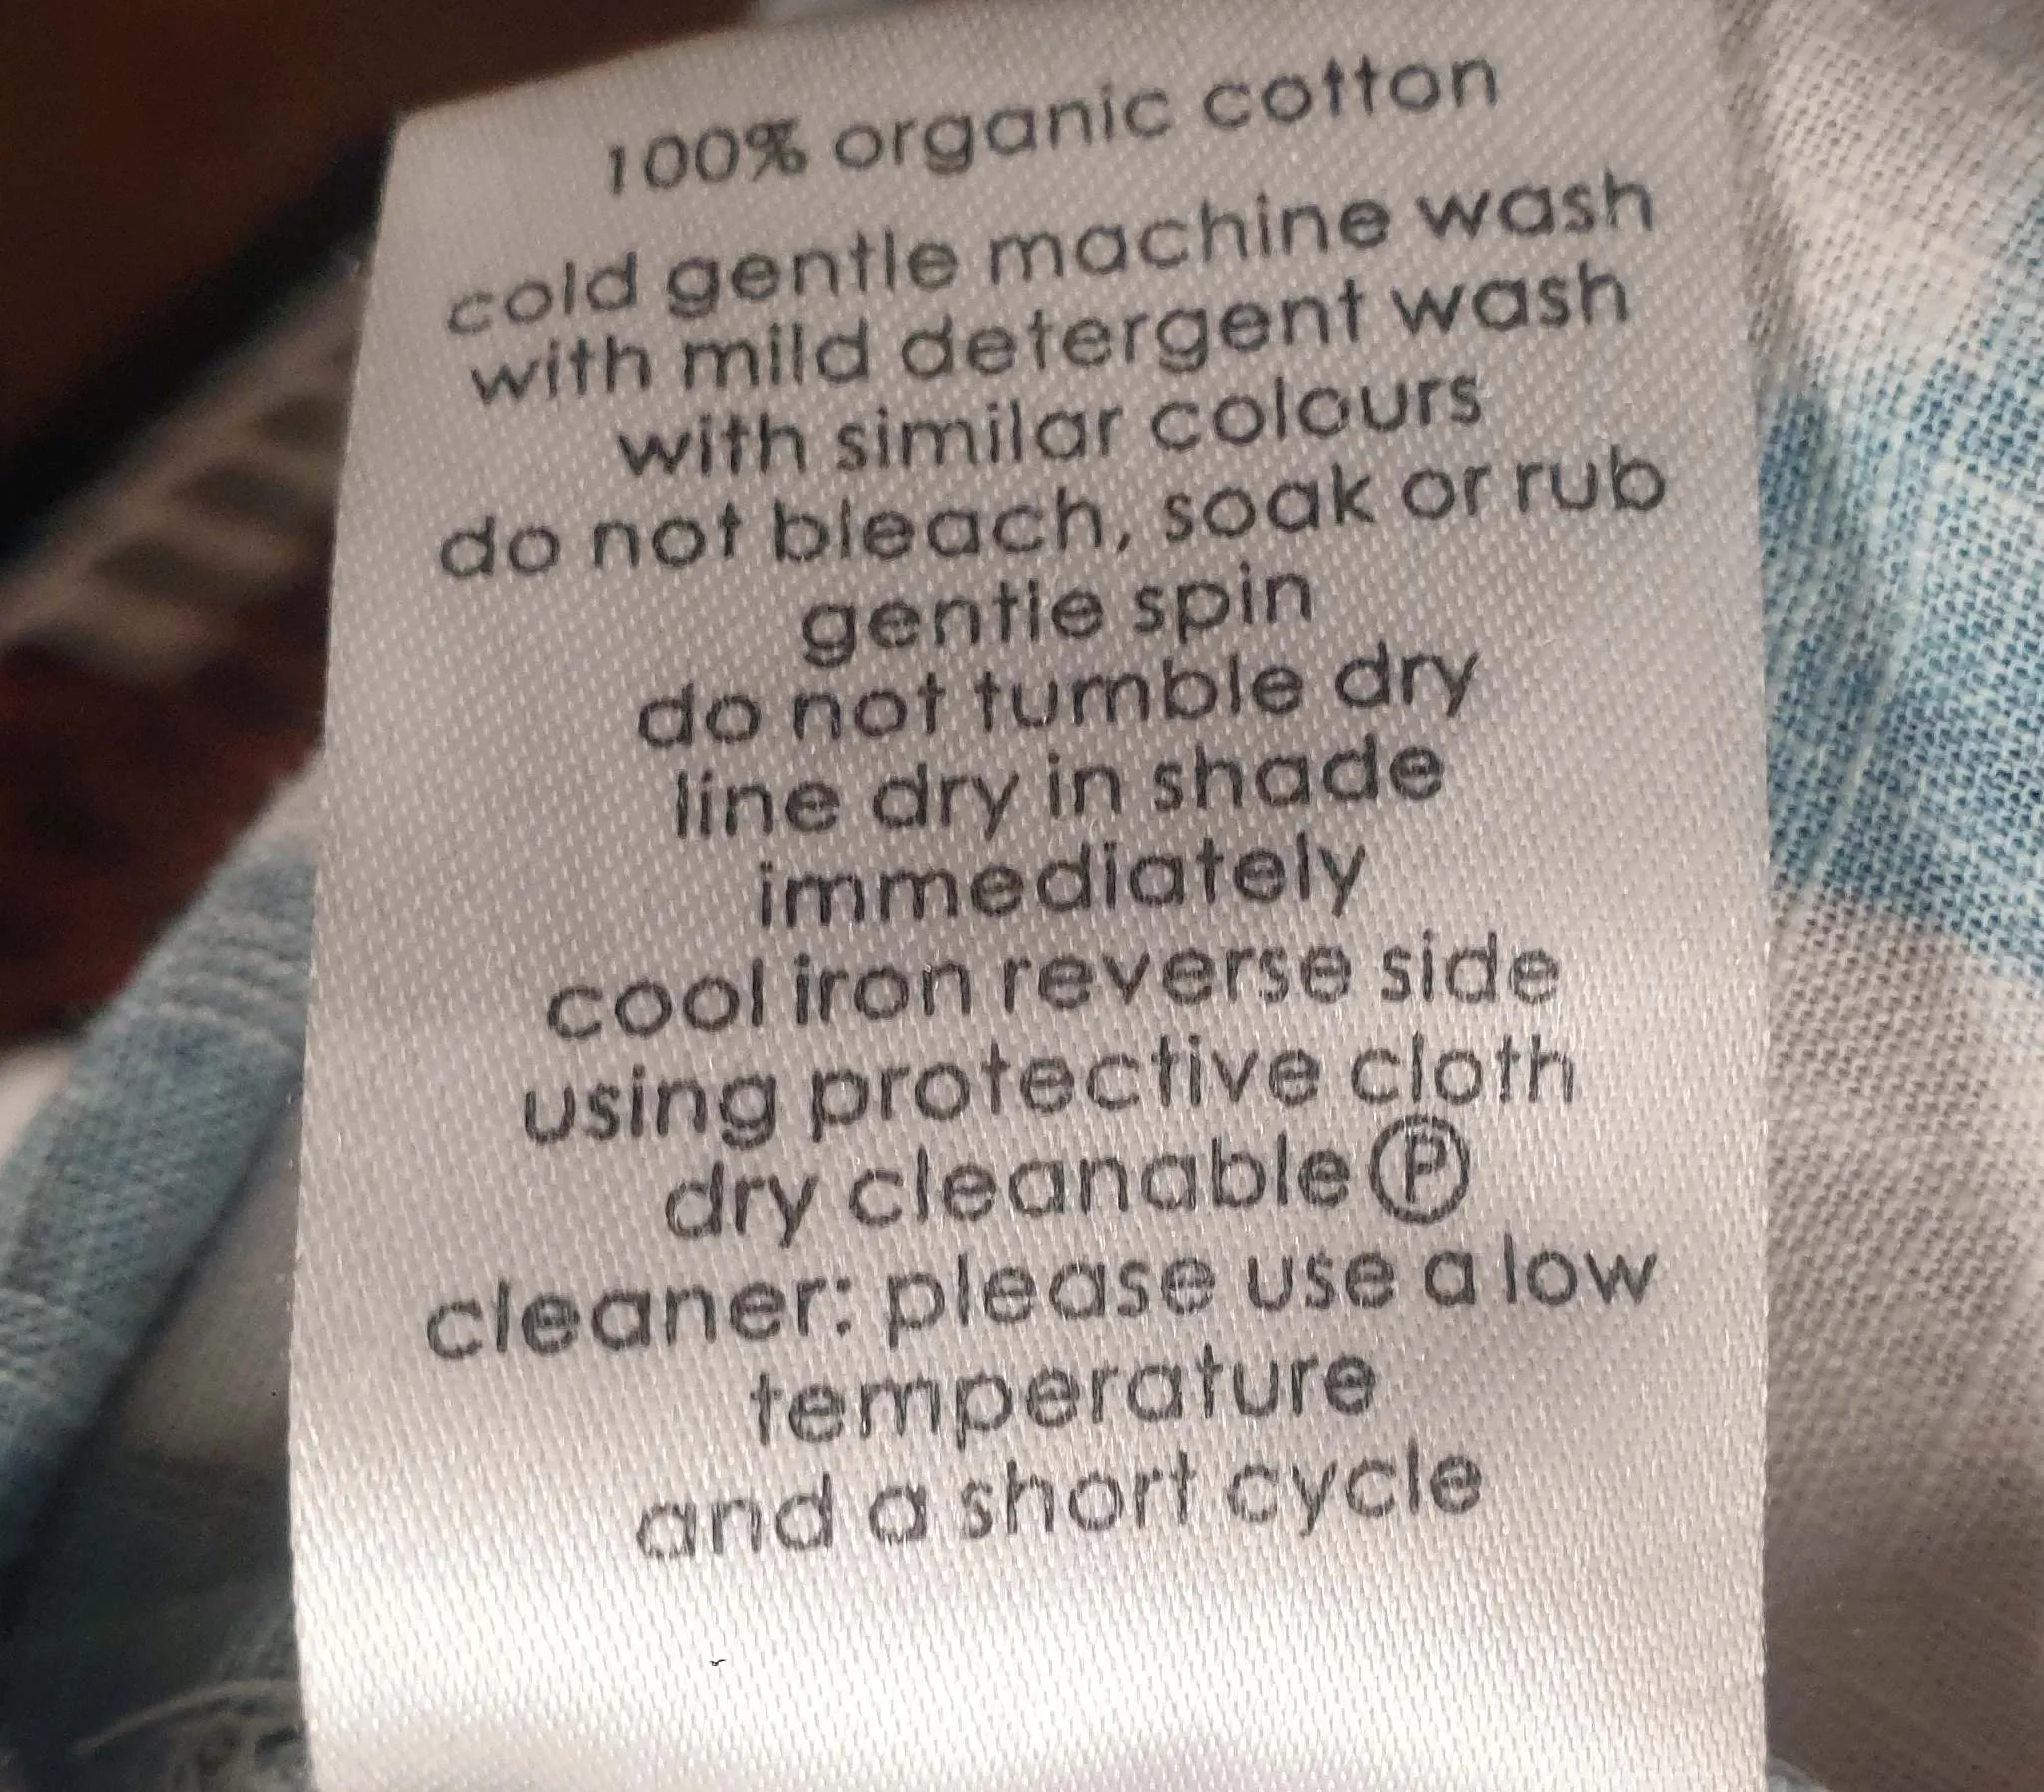 100% organic cotton
cold gentle machine wash
with mild detergent wash
with similar colours
do not bleach, soak or rub
gentle spin
do not tumble dry
line dry in shade
immediately
cool iron reverse side
using protective cloth
dry cleanable Ⓟ
cleaner: please use a low
temperature
and a short cycle